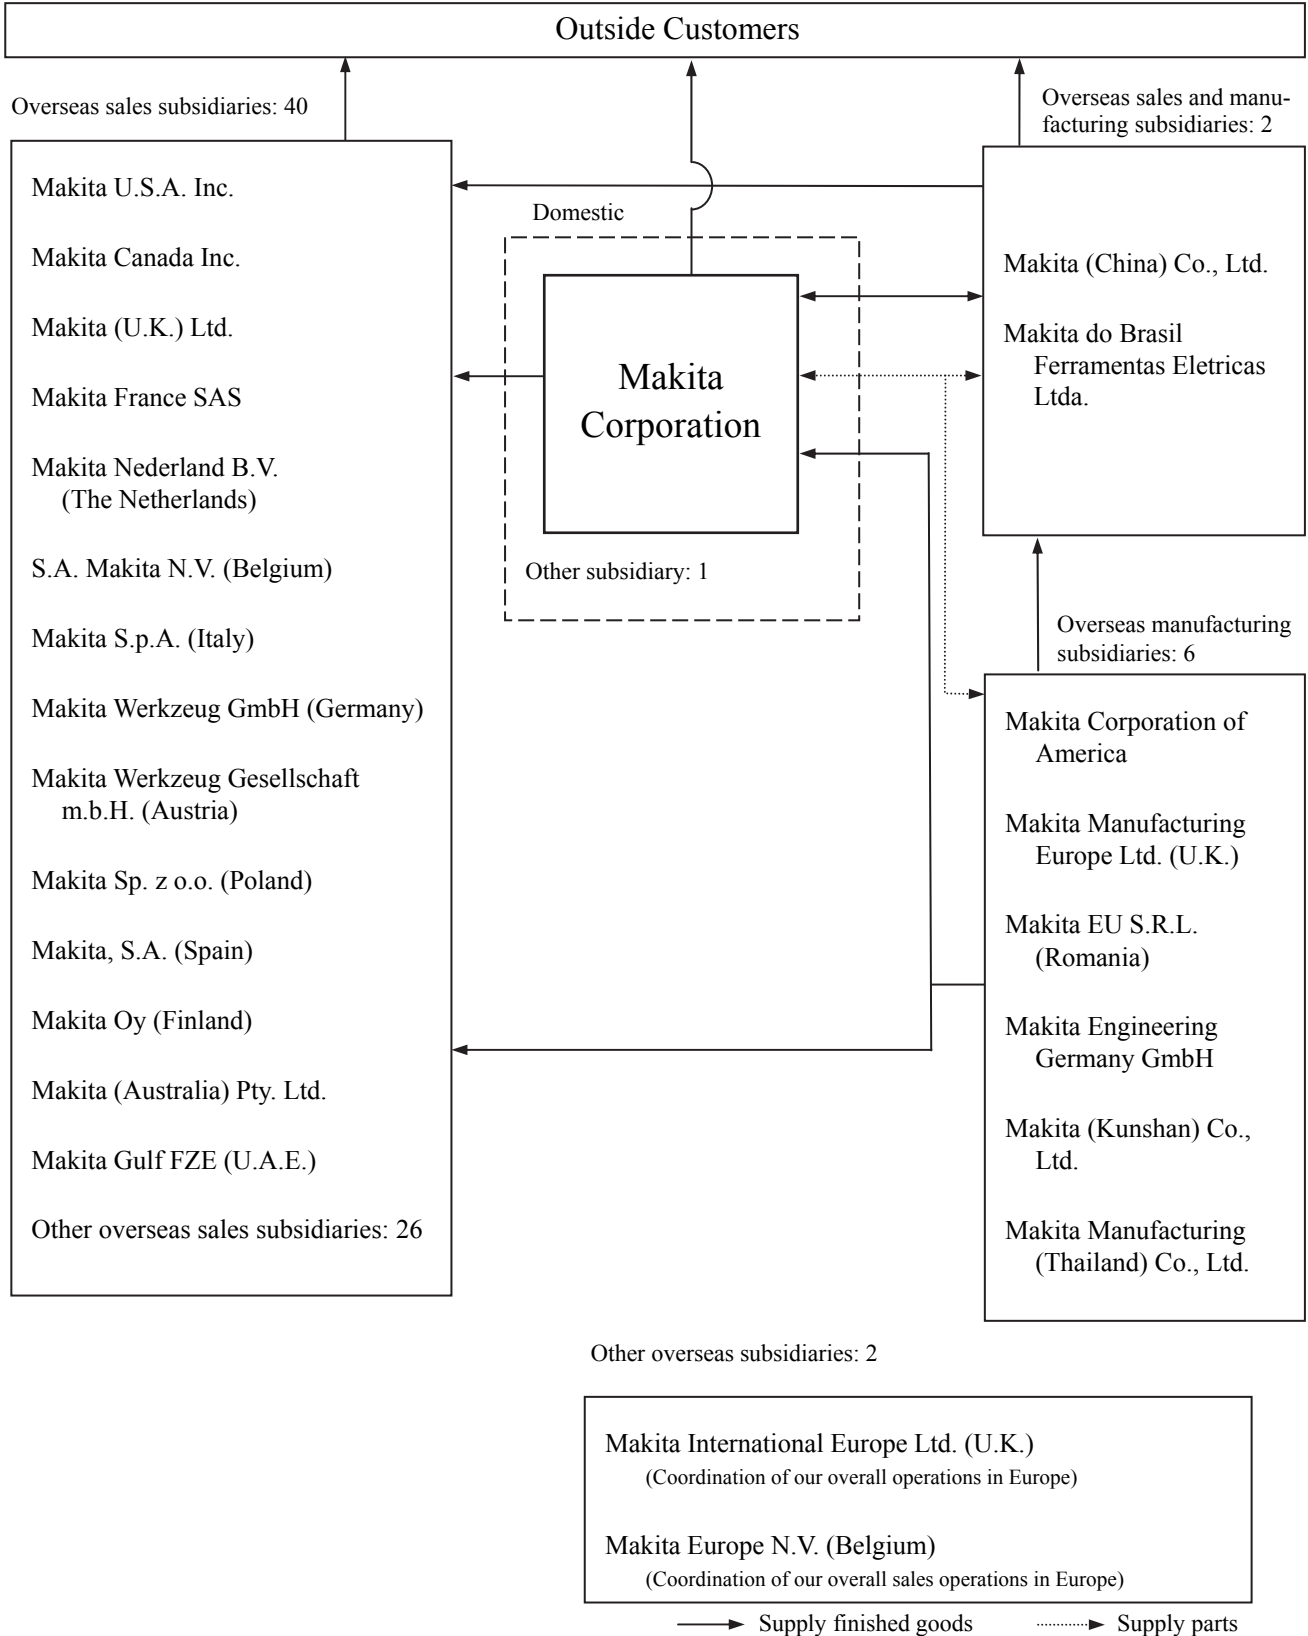 Outside Customers
Overseas sales subsidiaries: 40
Makita U.S.A. Inc.
Makita Canada Inc.
Makita (U.K.) Ltd.
Makita France SAS
Makita Nederland B.V.
(The Netherlands)
S.A. Makita N.V. (Belgium)
Makita S.p.A. (Italy)
Makita Werkzeug GmbH (Germany)
Makita Werkzeug Gesellschaft
m.b.H. (Austria)
Makita Sp. z o.o. (Poland)
Makita, S.A. (Spain)
Makita Oy (Finland)
Makita (Australia) Pty. Ltd.
Makita Gulf FZE (U.A.E.)
Other overseas sales subsidiaries: 26
Domestic
Makita
Corporation
Other subsidiary: 1
Overseas sales and manu-
facturing subsidiaries: 2
Makita (China) Co., Ltd.
Makita do Brasil
Ferramentas Eletricas
Ltda.
Overseas manufacturing
subsidiaries: 6
Makita Corporation of
America
Makita Manufacturing
Europe Ltd. (U.K.)
Makita EU S.R.L.
(Romania)
Makita Engineering
Germany GmbH
Makita (Kunshan) Co.,
Ltd.
Makita Manufacturing
(Thailand) Co., Ltd.
Other overseas subsidiaries: 2
Makita International Europe Ltd. (U.K.)
(Coordination of our overall operations in Europe)
Makita Europe N.V. (Belgium)
(Coordination of our overall sales operations in Europe)
Supply finished goods
Supply parts